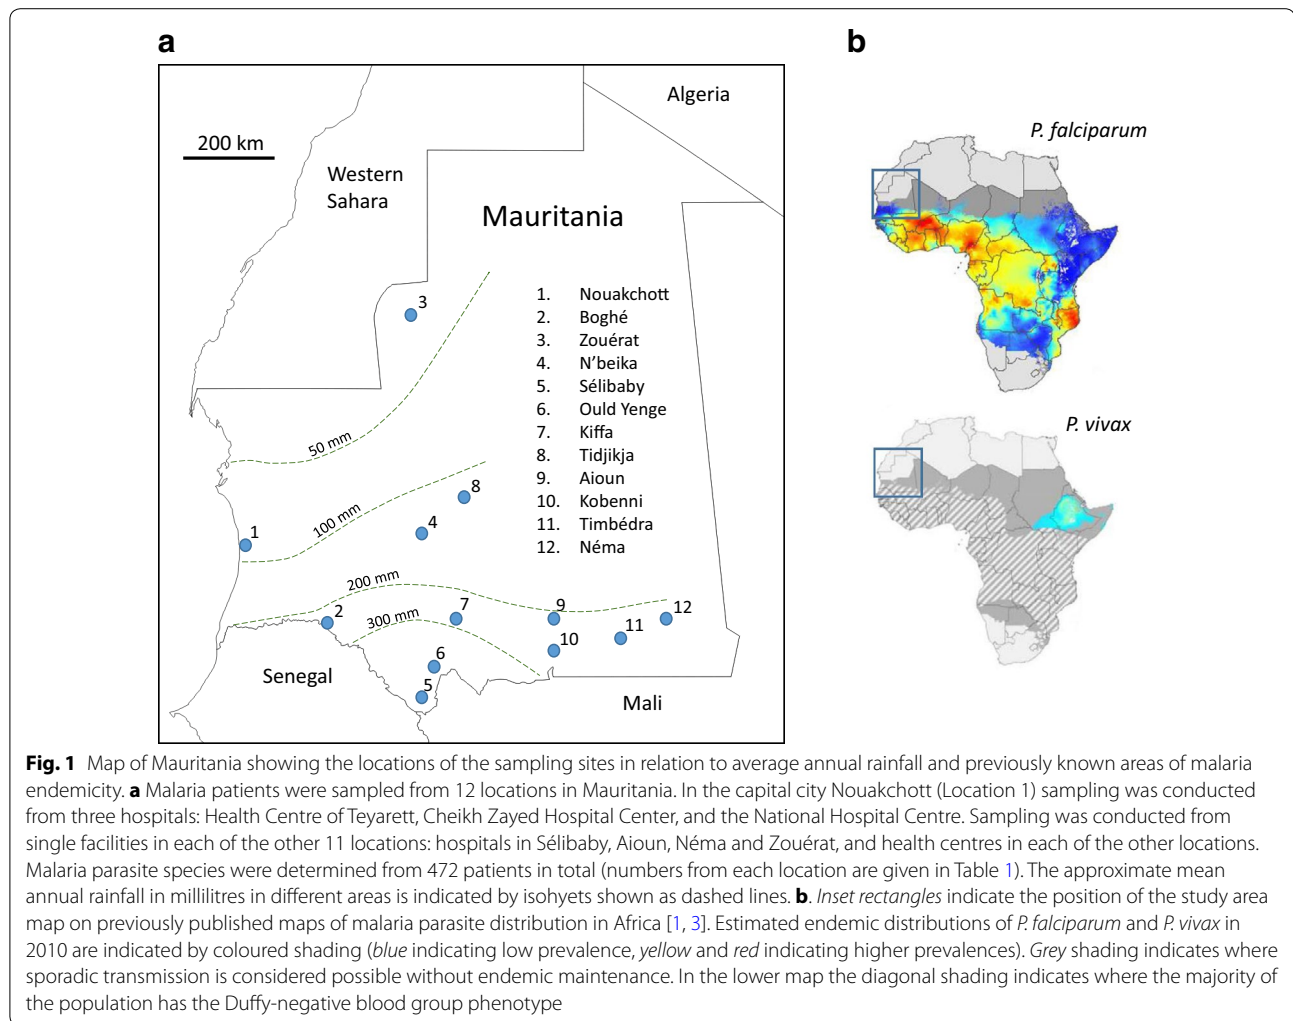 a
b
200 km
Algeria
Western
Sahara
Mauritania
3
50 mm
100 mm
1
8
4
200 mm
2
300 mm
7
9
12
10
11
6
5
Senegal
Mali
1. Nouakchott
2. Boghé
3. Zouérat
4. N’beika
5. Sélibaby
6. Ould Yenge
7. Kiffa
8. Tidjikja
9. Aioun
10. Kobenni
11. Timbédra
12. Néma
P. falciparum
P. vivax
Fig. 1 Map of Mauritania showing the locations of the sampling sites in relation to average annual rainfall and previously known areas of malaria
endemicity. a Malaria patients were sampled from 12 locations in Mauritania. In the capital city Nouakchott (Location 1) sampling was conducted
from three hospitals: Health Centre of Teyarett, Cheikh Zayed Hospital Center, and the National Hospital Centre. Sampling was conducted from
single facilities in each of the other 11 locations: hospitals in Sélibaby, Aioun, Néma and Zouérat, and health centres in each of the other locations.
Malaria parasite species were determined from 472 patients in total (numbers from each location are given in Table 1). The approximate mean
annual rainfall in millilitres in different areas is indicated by isohyets shown as dashed lines. b. Inset rectangles indicate the position of the study area
map on previously published maps of malaria parasite distribution in Africa [1, 3]. Estimated endemic distributions of P. falciparum and P. vivax in
2010 are indicated by coloured shading (blue indicating low prevalence, yellow and red indicating higher prevalences). Grey shading indicates where
sporadic transmission is considered possible without endemic maintenance. In the lower map the diagonal shading indicates where the majority of
the population has the Duffy-negative blood group phenotype